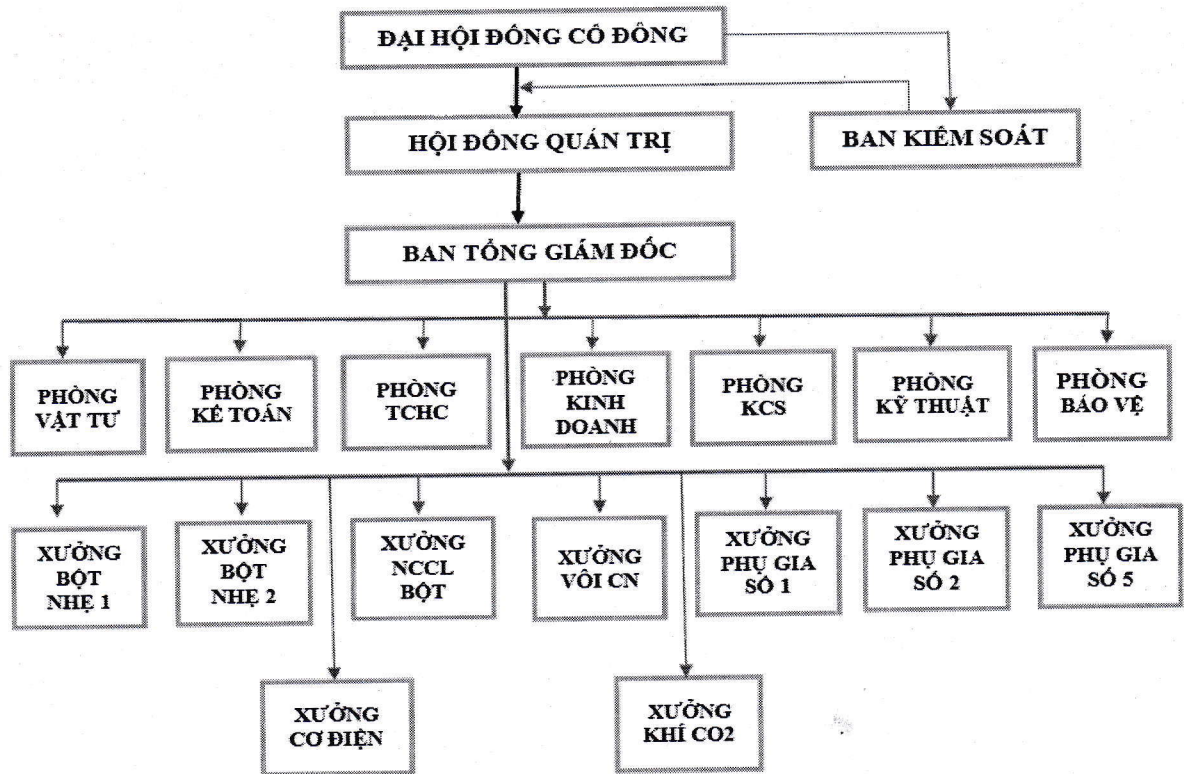 ĐẠI HỘI ĐỒNG CỔ ĐÔNG
HỘI ĐỒNG QUẢN TRỊ
BAN KIỂM SOÁT
BAN TỔNG GIÁM ĐỐC
PHÒNG
VẬT TƯ
PHÒNG
KẾ TOÁN
PHÒNG
TCHC
PHÒNG
KINH
DOANH
PHÒNG
KCS
PHÒNG
KỸ THUẬT
PHÒNG
BẢO VỆ
XƯỞNG
BỘT
NHẸ 1
XƯỞNG
BỘT
NHẸ 2
XƯỞNG
NCCL
BỘT
XƯỞNG
VÔI CN
XƯỞNG
PHỤ GIA
SỐ 1
XƯỞNG
PHỤ GIA
SỐ 2
XƯỞNG
PHỤ GIA
SỐ 5
XƯỞNG
CƠ ĐIỆN
XƯỞNG
KHÍ CO2